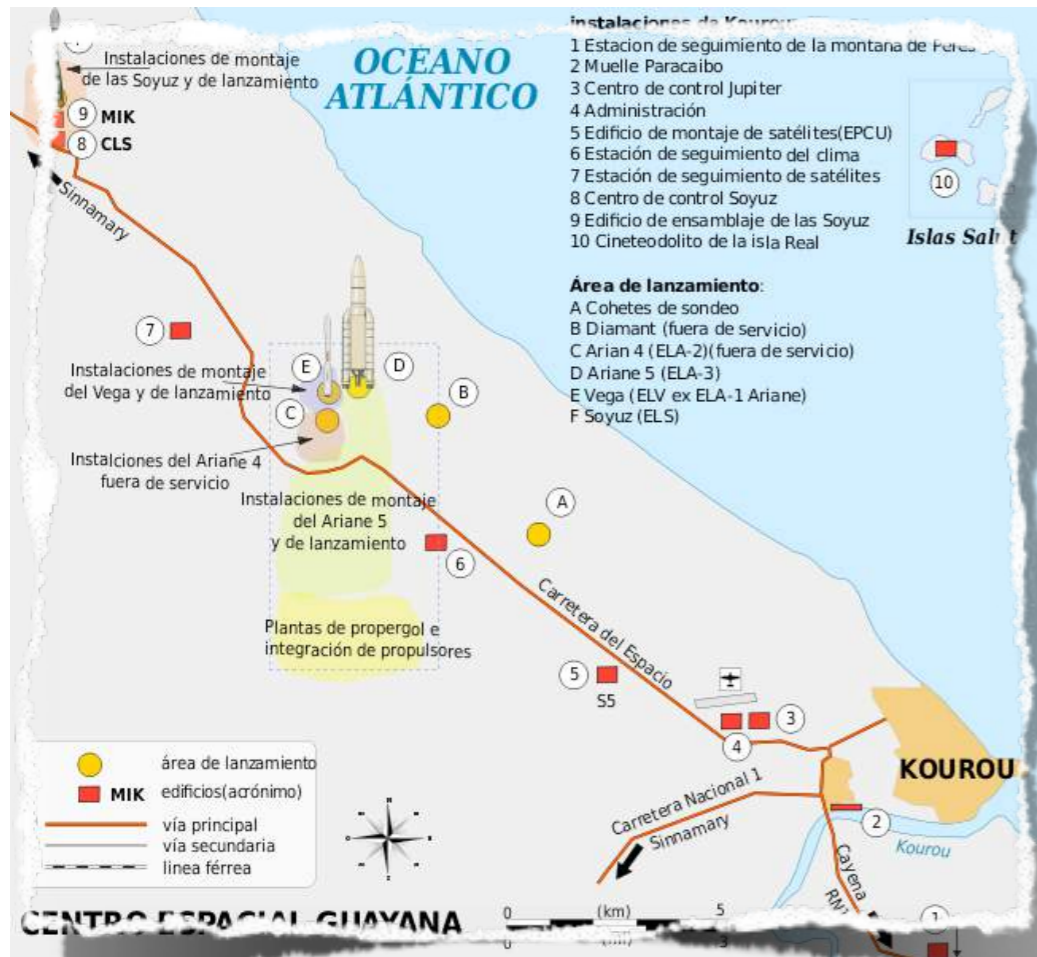 instalaciones de Kourou
1 Estacion de seguimiento de la montana de
2 Muelle Paracaibo
3 Centro de control Jupiter
4 Administración
5 Edificio de montaje de satélites(EPCU)
6 Estación de seguimiento del clima
7 Estación de seguimiento de satélites
8 Centro de control Soyuz
9 Edificio de ensamblaje de las Soyuz
10 Cineteodolito de la isla Real
Área de lanzamiento:
A Cohetes de sondeo
B Diamant (fuera de servicio)
C Arian 4 (ELA-2)(fuera de servicio)
D Ariane 5 (ELA-3)
E Vega (ELV ex ELA-1 Ariane)
F Soyuz (ELS)
OCÉANO
ATLÁNTICO
Instalaciones de montaje
de las Soyuz y de lanzamiento
9 MIK
8 CLS
Sinnamary
10
Islas Salut
7
E
D
B
C
Instalaciones de montaje
del Vega y de lanzamiento
Instalciones del Ariane 4
fuera de servicio
Instalaciones de montaje
del Ariane 5
y de lanzamiento
A
6
Plantas de propergol e
integración de propulsores
Carretera del Espacio
5
S5
3
4
KOUROU
2
Kourou
Carretera Nacional 1
Sinnamary
Cayena
RN1
1
área de lanzamiento
MIK edificios(acrónimo)
vía principal
vía secundaria
linea férrea
CENTRO ESPACIAL GUAYANA
0 (km) 5
0 (mi) 3